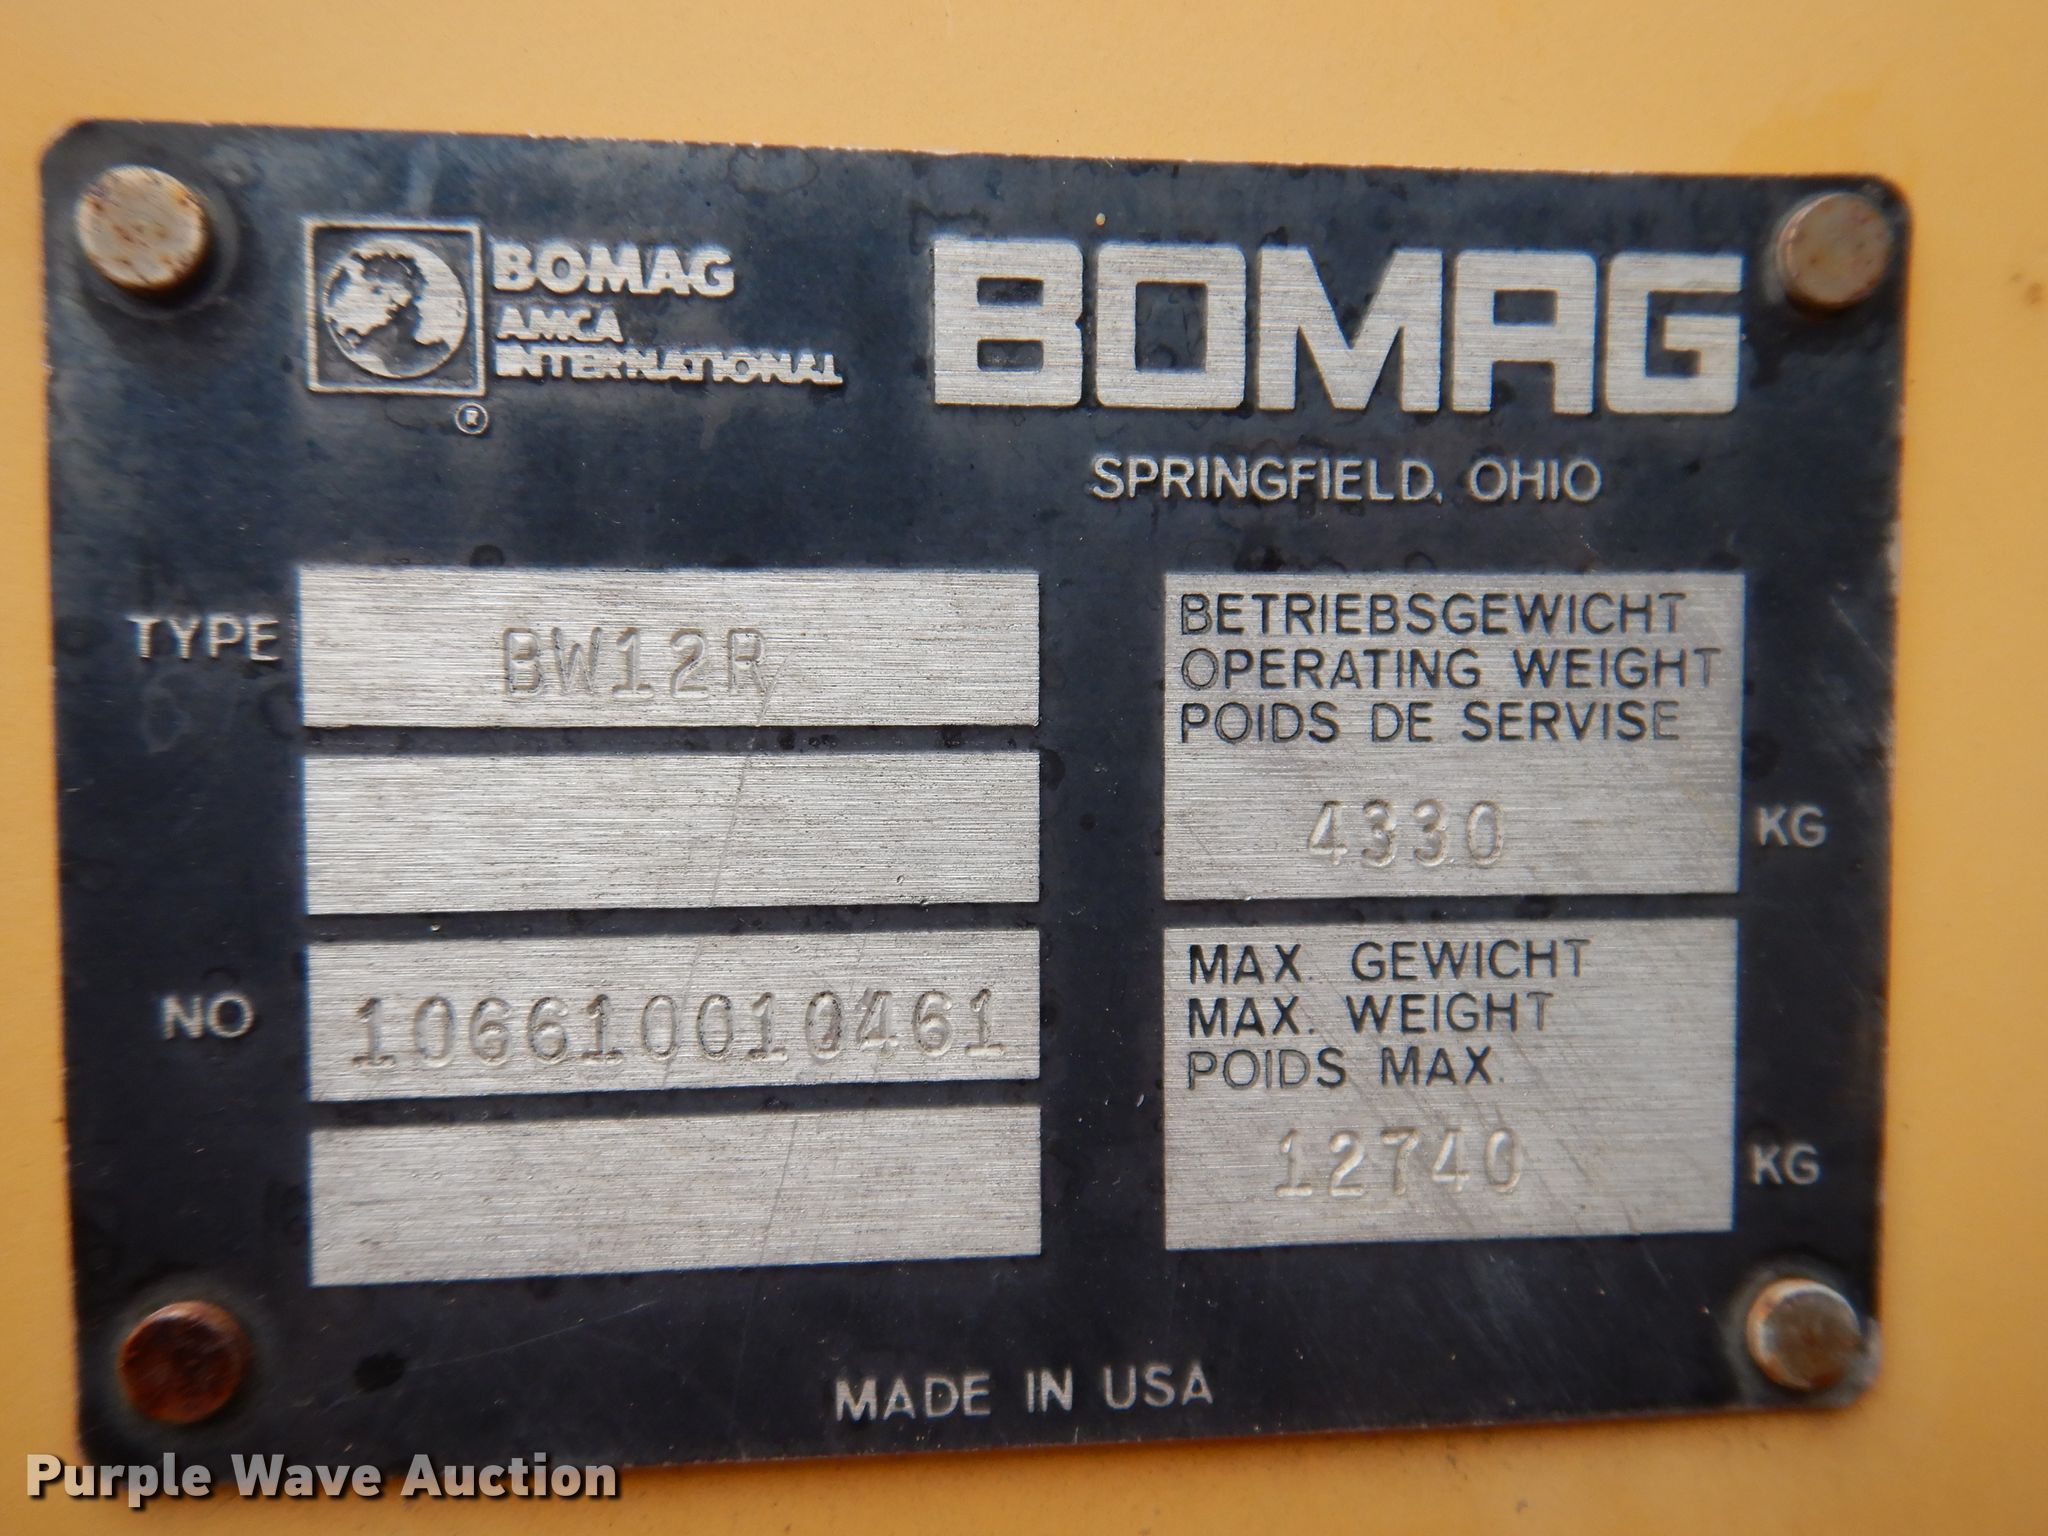 BOMAG
AMCA
INTERNATIONAL
®
BOMAG
SPRINGFIELD, OHIO
TYPE BW12R
NO 106610010461
BETRIEBSGEWICHT
OPERATING WEIGHT
POIDS DE SERVISE
4330 KG
MAX. GEWICHT
MAX. WEIGHT
POIDS MAX.
12740 KG
MADE IN USA
Purple Wave Auction